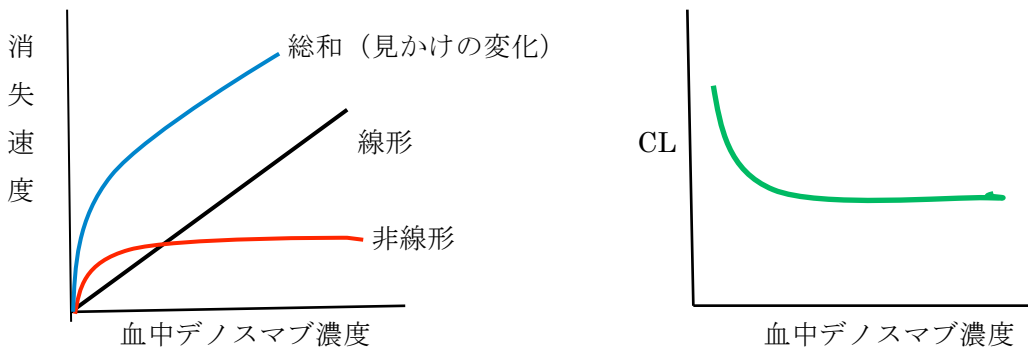 消失速度
総和（見かけの変化）
線形
非線形
血中デノスマブ濃度
CL
血中デノスマブ濃度